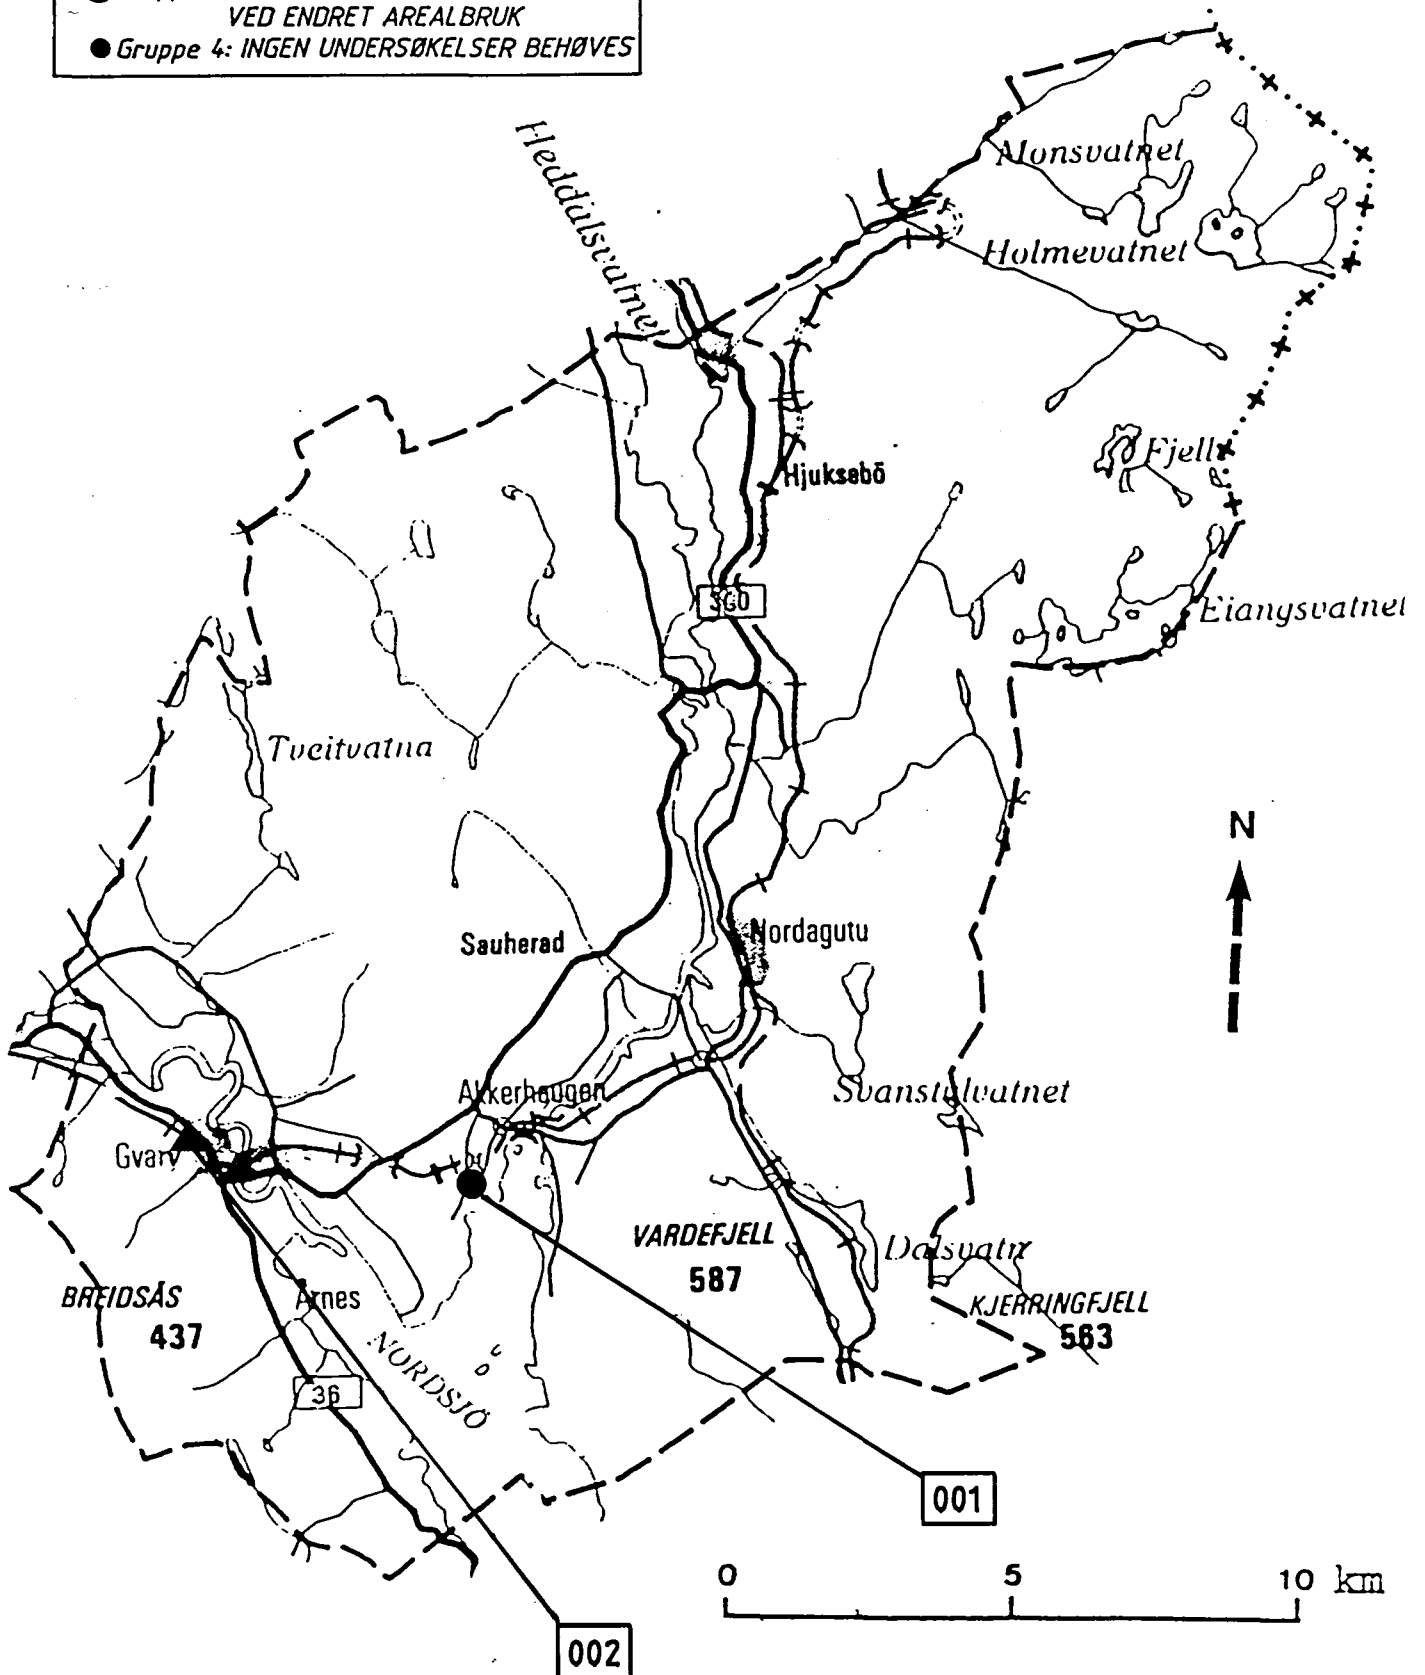 VED ENDRET AREALBRUK
Gruppe 4: INGEN UNDERSØKELSER BEHØVES
Heddalsvatnet
Monsvatnet
Holmevatnet
Fjell
Hjuksebö
360
Eiangsvatnet
Tveitvatna
N
Sauherad
Nordagutu
Akkerhaugen
Svanstulvatnet
Gvarv
VARDEFJELL
587
Dalsvatn
BREIDSÅS
437
Årnes
KJERRINGFJELL
563
NORDSJÖ
36
001
0 5 10 km
002